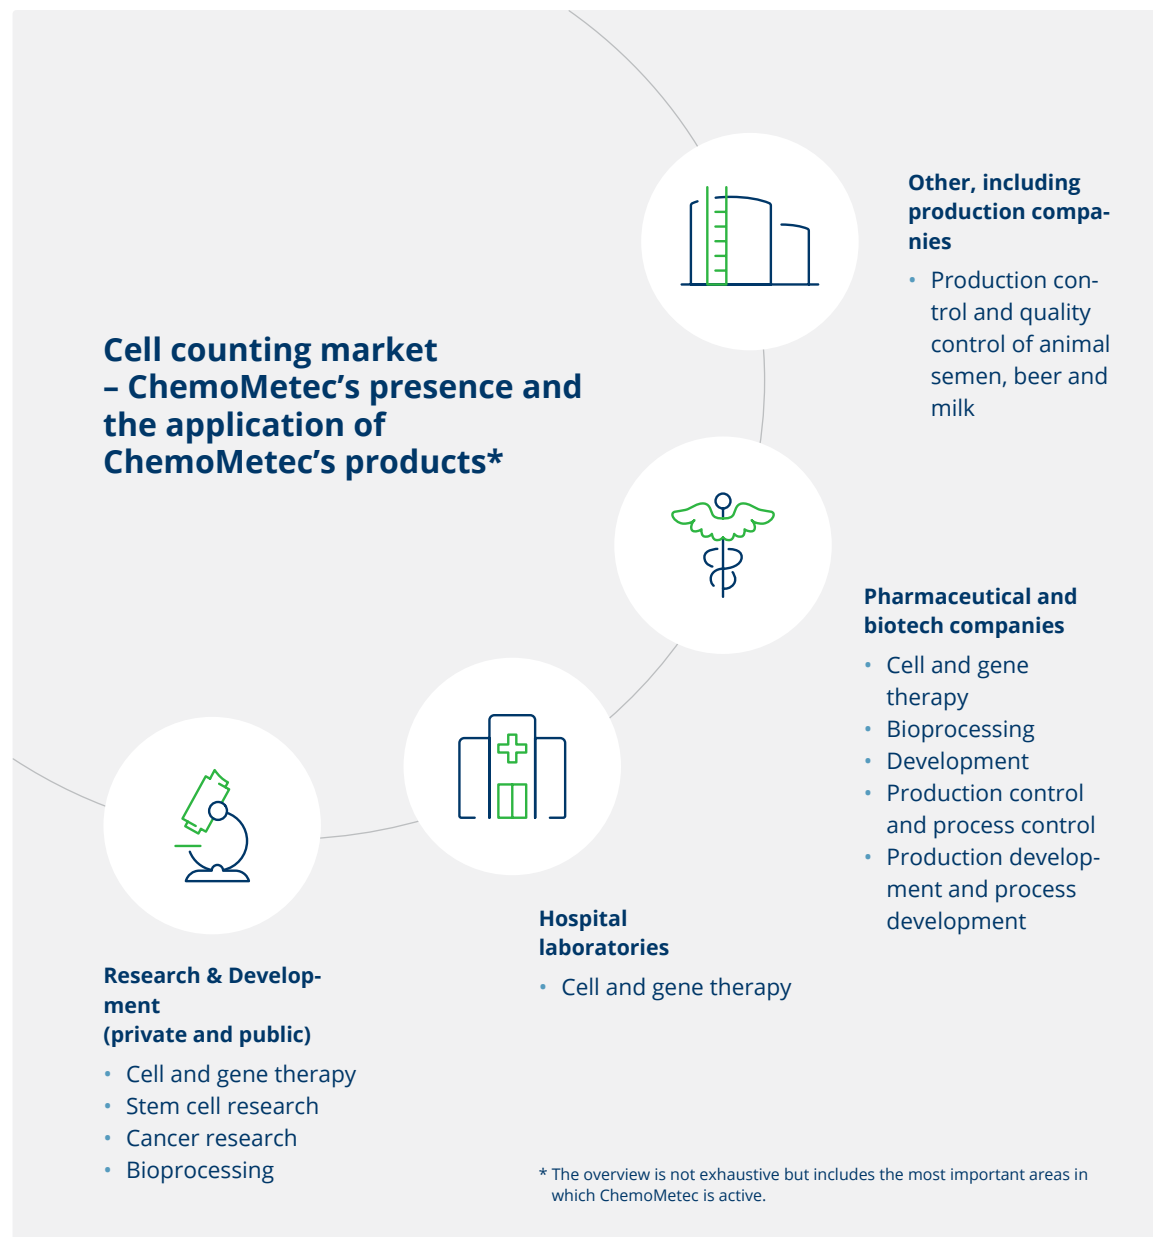 Cell counting market
– ChemoMetec’s presence and
the application of
ChemoMetec’s products*
Other, including
production compa-
nies
• Production con-
trol and quality
control of animal
semen, beer and
milk
Pharmaceutical and
biotech companies
• Cell and gene
therapy
• Bioprocessing
• Development
• Production control
and process control
• Production develop-
ment and process
development
Hospital
laboratories
• Cell and gene therapy
Research & Develop-
ment
(private and public)
• Cell and gene therapy
• Stem cell research
• Cancer research
• Bioprocessing
* The overview is not exhaustive but includes the most important areas in
which ChemoMetec is active.